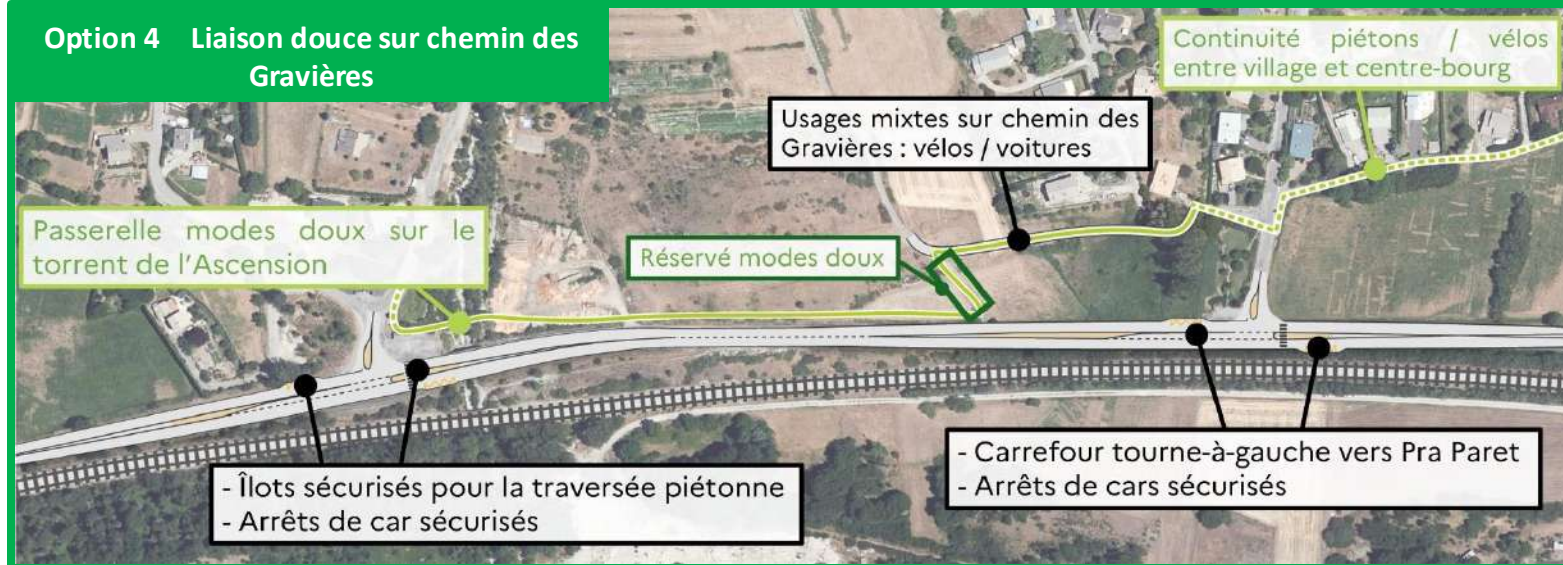 Option 4 Liaison douce sur chemin des
Gravières
Continuité piétons / vélos
entre village et centre-bourg
Usages mixtes sur chemin des
Gravières : vélos / voitures
Passerelle modes doux sur le
torrent de l'Ascension
Réservé modes doux
- Îlots sécurisés pour la traversée piétonne
- Arrêts de car sécurisés
- Carrefour tourne-à-gauche vers Pra Paret
- Arrêts de cars sécurisés